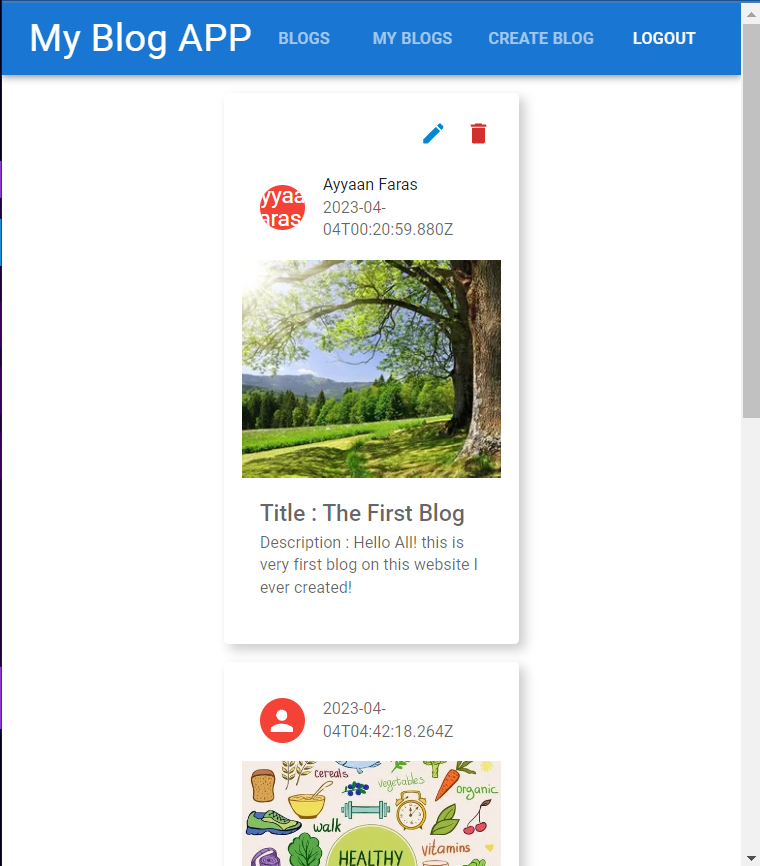 My Blog APP BLOGS MY BLOGS CREATE BLOG LOGOUT
Ayyaan Faras
2023-04-
04T00:20:59.880Z
yyaa
aras
Title : The First Blog
Description : Hello All! this is
very first blog on this website I
ever created!
2023-04-
04T04:42:18.264Z
cereals
vegetables
organic
walk
vitamins
HEALTHY